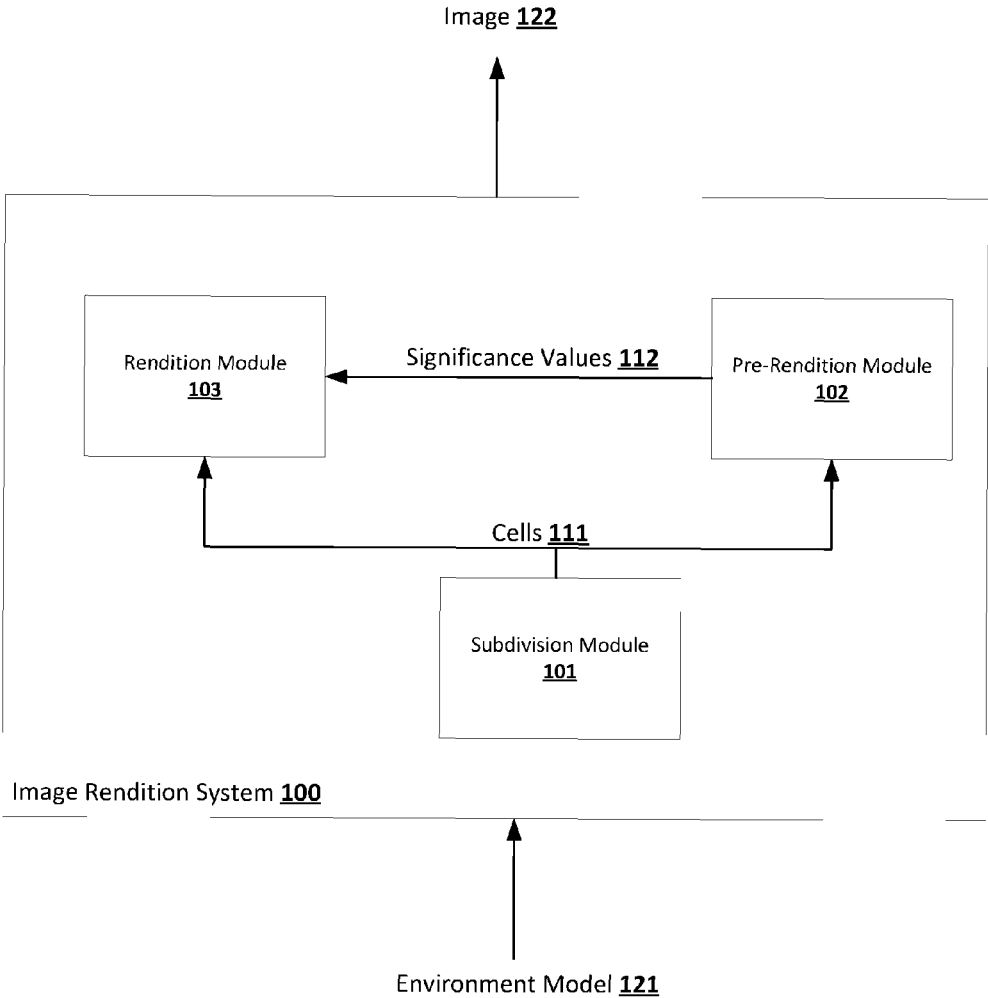 Image 122
Rendition Module
103
Significance Values 112
Pre-Rendition Module
102
Cells 111
Subdivision Module
101
Image Rendition System 100
Environment Model 121